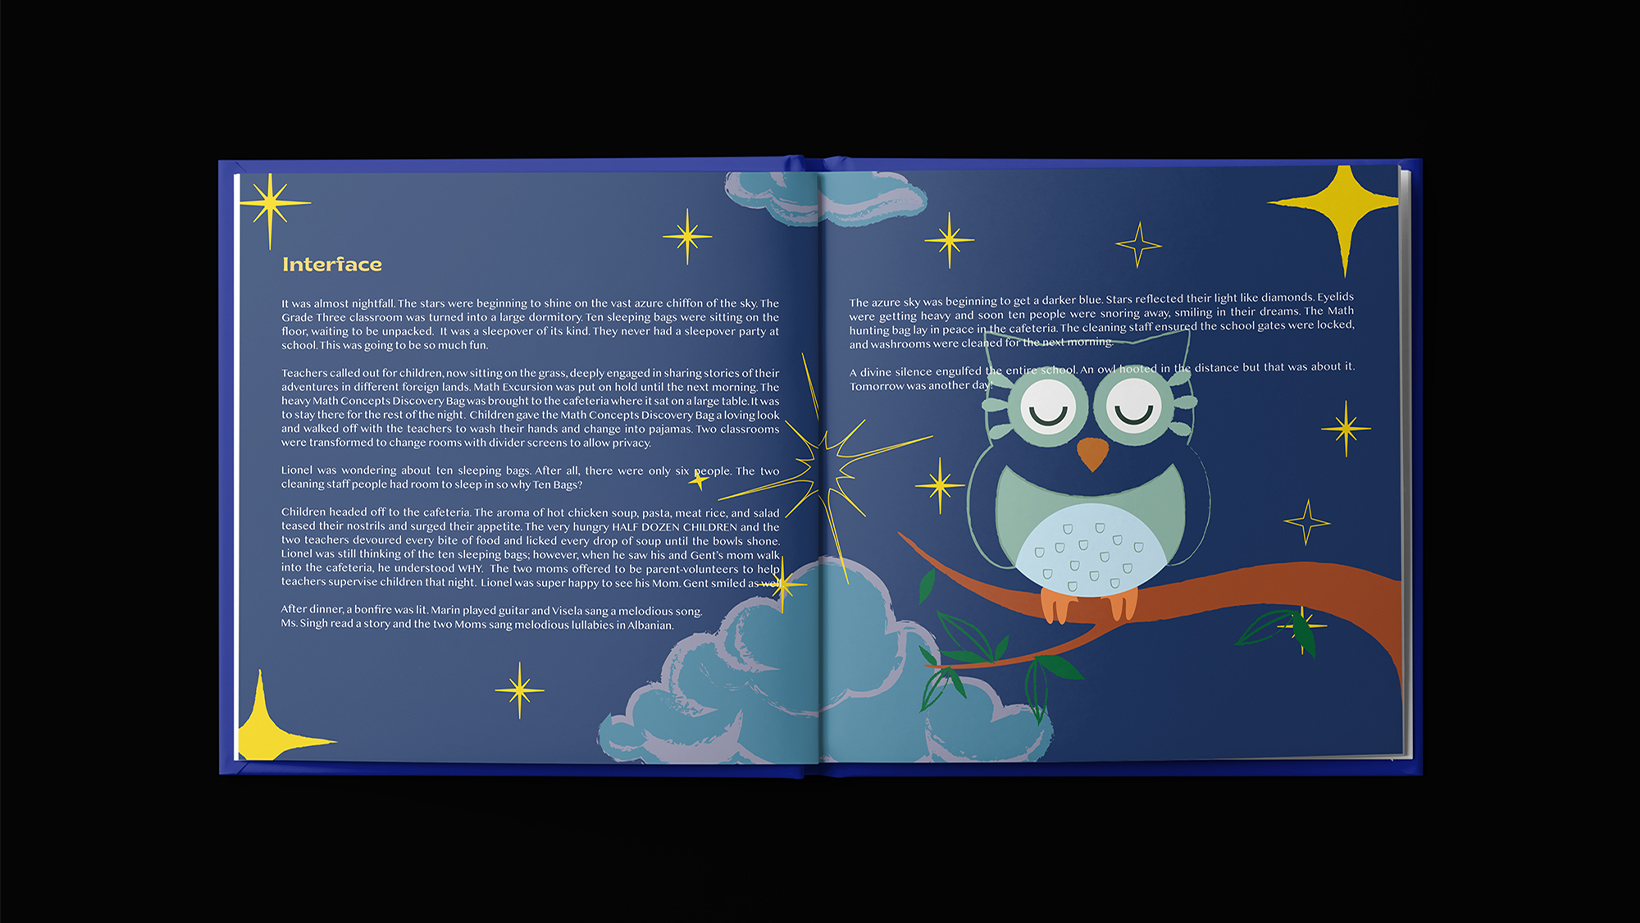 Interface
It was almost nightfall. The stars were beginning to shine on the vast azure chiffon of the sky. The
Grade Three classroom was turned into a large dormitory. Ten sleeping bags were sitting on the
floor, waiting to be unpacked. It was a sleepover of its kind. They never had a sleepover party at
school. This was going to be so much fun.
Teachers called out for children, now sitting on the grass, deeply engaged in sharing stories of their
adventures in different foreign lands. Math Excursion was put on hold until the next morning. The
heavy Math Concepts Discovery Bag was brought to the cafeteria where it sat on a large table. It was
to stay there for the rest of the night. Children gave the Math Concepts Discovery Bag a loving look
and walked off with the teachers to wash their hands and change into pajamas. Two classrooms
were transformed to change rooms with divider screens to allow privacy.
Lionel was wondering about ten sleeping bags. After all, there were only six people. The two
cleaning staff people had room to sleep in so why Ten Bags?
Children headed off to the cafeteria. The aroma of hot chicken soup, pasta, meat rice, and salad
teased their nostrils and surged their appetite. The very hungry HALF DOZEN CHILDREN and the
two teachers devoured every bite of food and licked every drop of soup until the bowls shone.
Lionel was still thinking of the ten sleeping bags; however, when he saw his and Gent's mom walk
into the cafeteria, he understood WHY. The two moms offered to be parent-volunteers to help
teachers supervise children that night. Lionel was super happy to see his Mom. Gent smiled as well
After dinner, a bonfire was lit. Marin played guitar and Visela sang a melodious song.
Ms. Singh read a story and the two Moms sang melodious lullabies in Albanian.
The azure sky was beginning to get a darker blue. Stars reflected their light like diamonds. Eyelids
were getting heavy and soon ten people were snoring away, smiling in their dreams. The Math
hunting bag lay in peace in the cafeteria. The cleaning staff ensured the school gates were locked,
and washrooms were cleaned for the next morning.
A divine silence engulfed the entire school. An owl hooted in the distance but that was about it.
Tomorrow was another day!